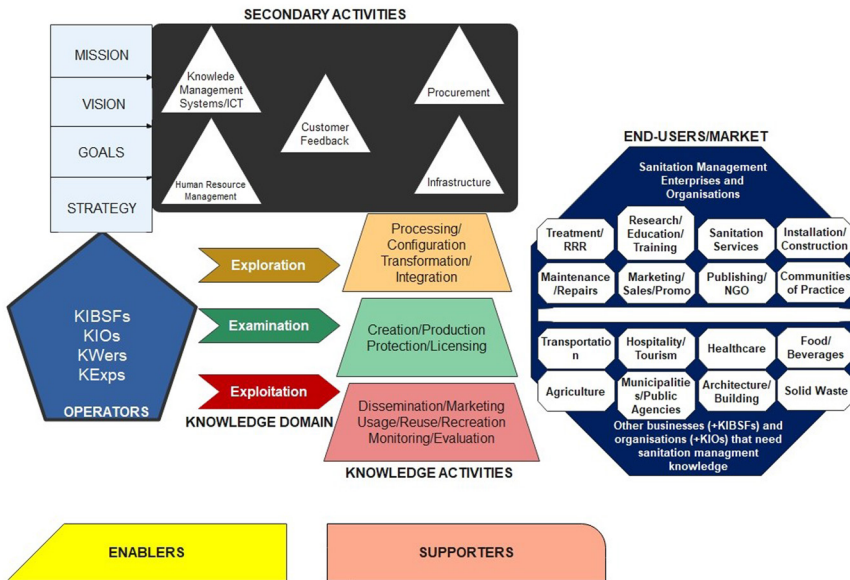 SECONDARY ACTIVITIES
MISSION
VISION
GOALS
STRATEGY
Knowlede
Management
Systems/ICT
Customer
Feedback
Procurement
Human Resource
Management
Infrastructure
KIBSFs
KIOs
KWers
KExps
OPERATORS
Exploration
Examination
Exploitation
KNOWLEDGE DOMAIN
Processing/
Configuration
Transformation/
Integration
Creation/Production
Protection/Licensing
Dissemination/Marketing
Usage/Reuse/Recreation
Monitoring/Evaluation
KNOWLEDGE ACTIVITIES
END-USERS/MARKET
Sanitation Management
Enterprises and
Organisations
Treatment/
RRR
Research/
Education/
Training
Sanitation
Services
Installation/
Construction
Maintenance
/Repairs
Marketing/
Sales/Promo
Publishing/
NGO
Communities
of Practice
Transportatio
n
Hospitality/
Tourism
Healthcare
Food/
Beverages
Agriculture
Municipalitie
s/Public
Agencies
Architecture/
Building
Solid Waste
Other businesses (+KIBSFs) and
organisations (+KIOs) that need
sanitation managment
knowledge
ENABLERS
SUPPORTERS